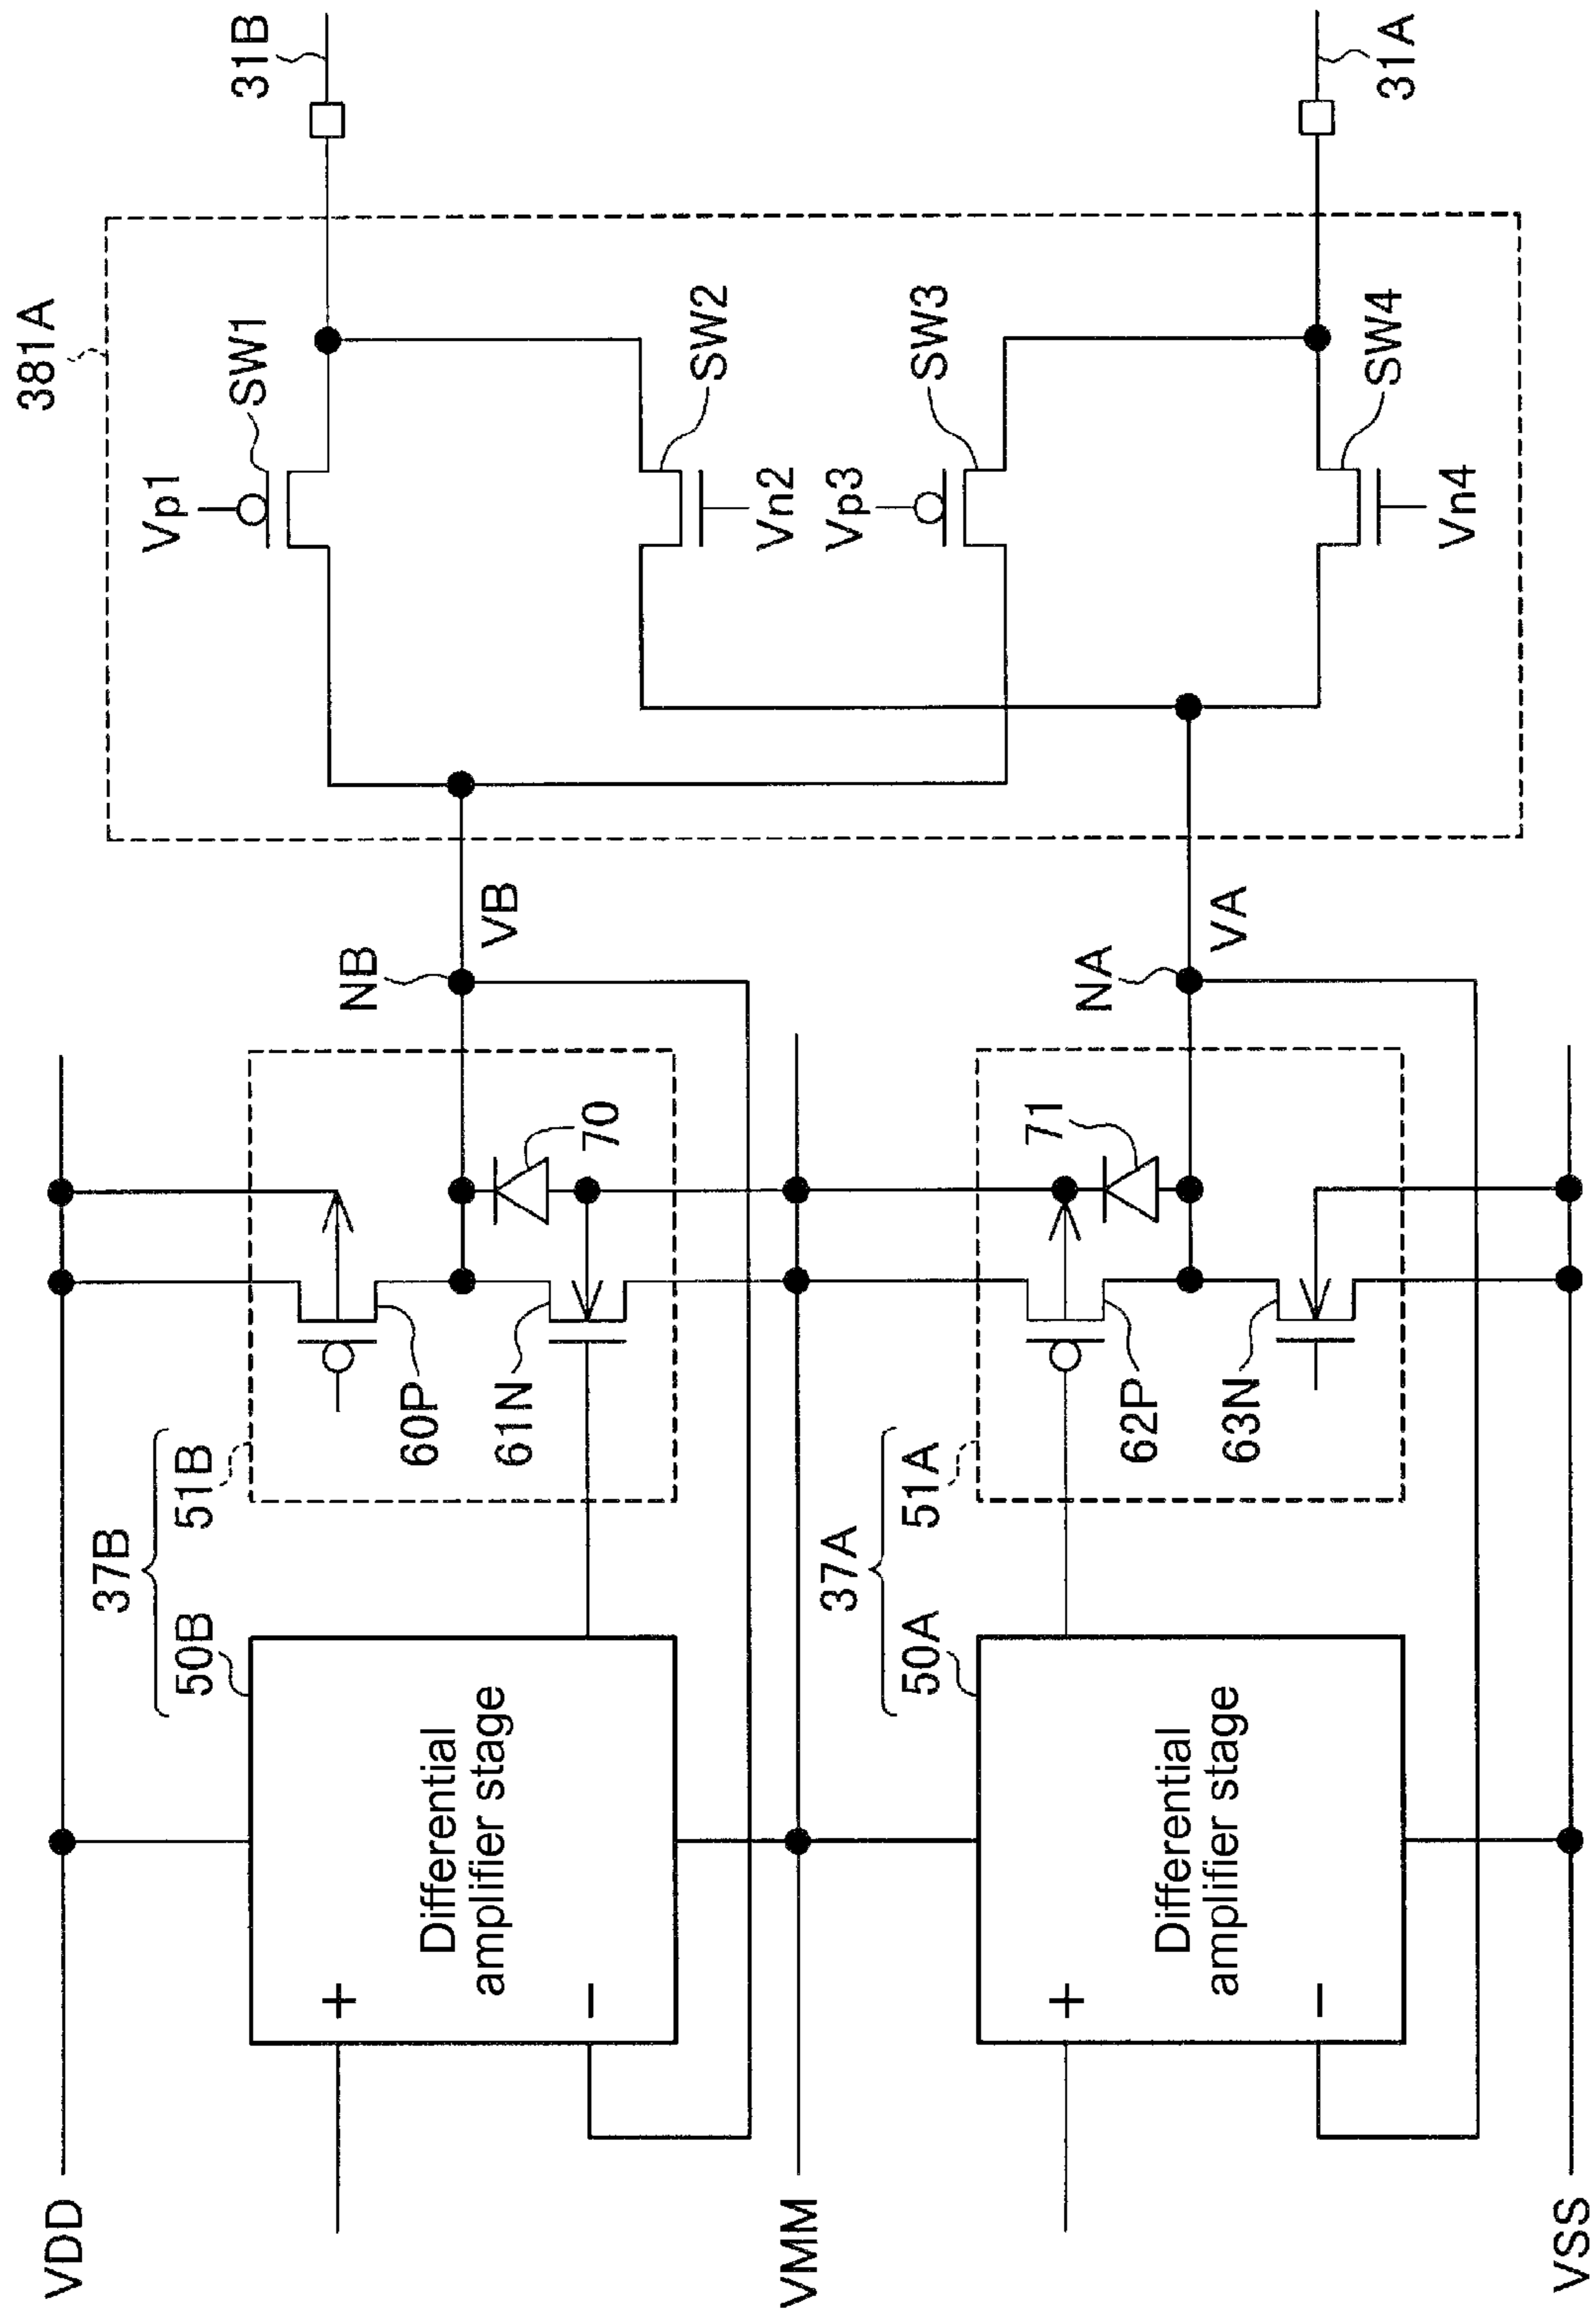 381A
31B
SW1
Vp1
SW2
Vn2
SW3
Vp3
SW4
Vn4
31A
NB
VB
NA
VA
70
71
60P
61N
62P
63N
37B
50B
51B
37A
50A
51A
Differential
amplifier stage
+
−
Differential
amplifier stage
+
−
VDD
VMM
VSS